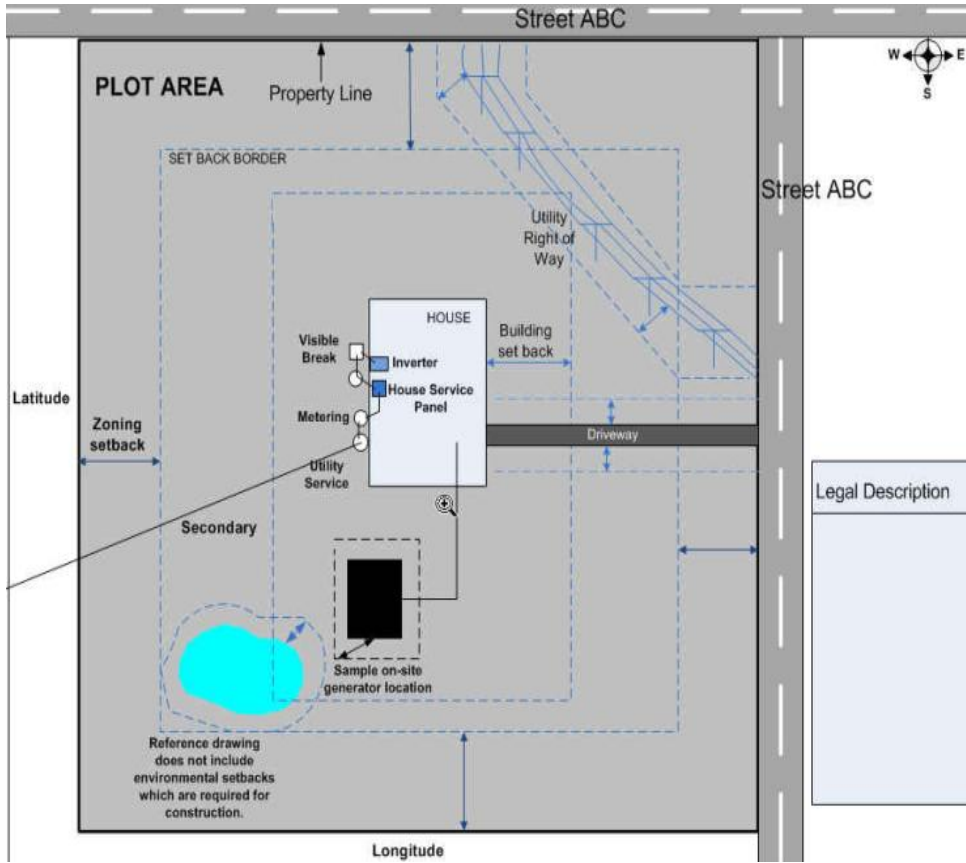 Street ABC
PLOT AREA
Property Line
W
E
S
SET BACK BORDER
Street ABC
Utility
Right of
Way
HOUSE
Visible
Break
Inverter
Building
set back
House Service
Panel
Latitude
Metering
Zoning
setback
Driveway
Utility
Service
Legal Description
Secondary
Sample on-site
generator location
Reference drawing
does not include
environmental setbacks
which are required for
construction.
Longitude